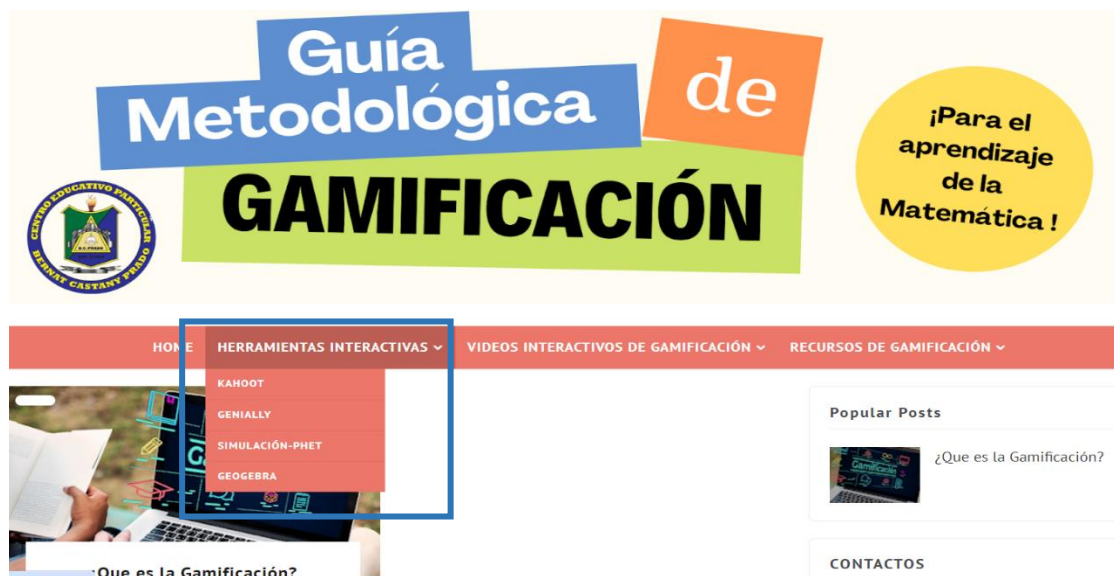 Guía
Metodológica
de
GAMIFICACIÓN
¡Para el
aprendizaje
de la
Matemática !
CENTRO EDUCATIVO PARTICULAR
BERNAT CASTANY PRADO
HOME
HERRAMIENTAS INTERACTIVAS
VIDEOS INTERACTIVOS DE GAMIFICACIÓN
RECURSOS DE GAMIFICACIÓN
KAHOOT
GENIALLY
SIMULACIÓN-PHET
GEOGEBRA
¿Que es la Gamificación?
Popular Posts
Gamificación
¿Que es la Gamificación?
CONTACTOS